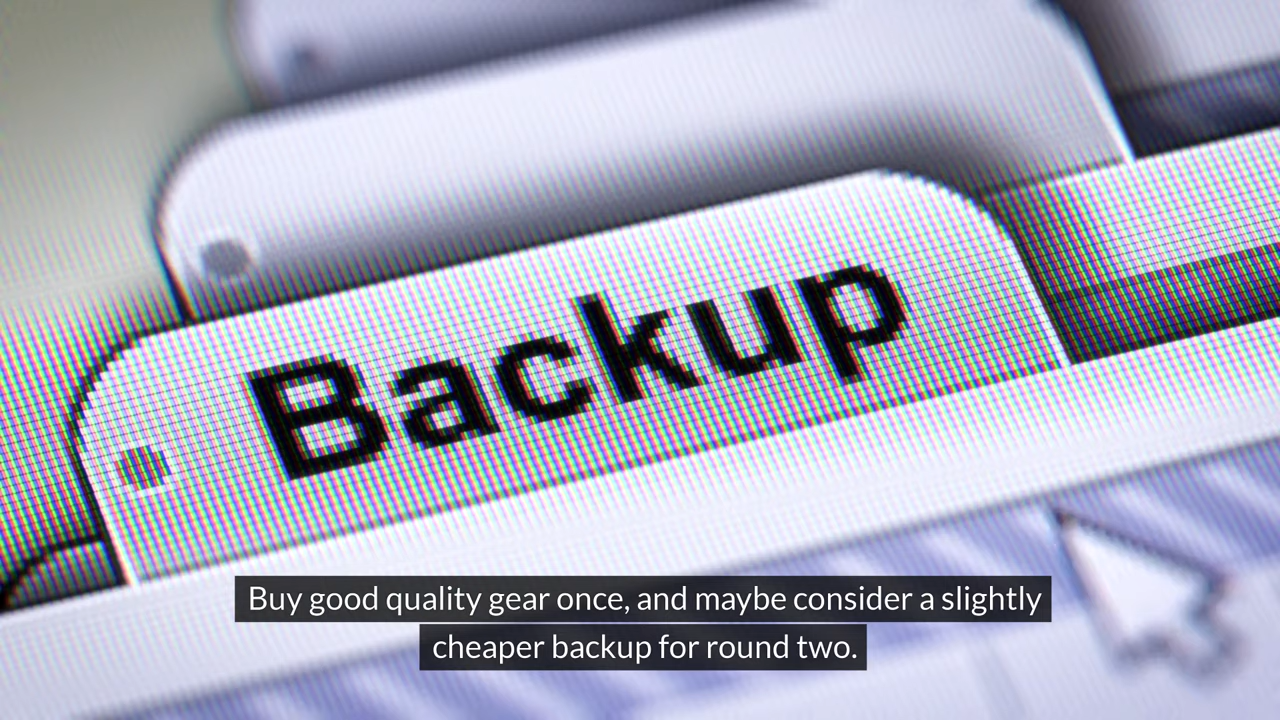 Backup
Buy good quality gear once, and maybe consider a slightly
cheaper backup for round two.